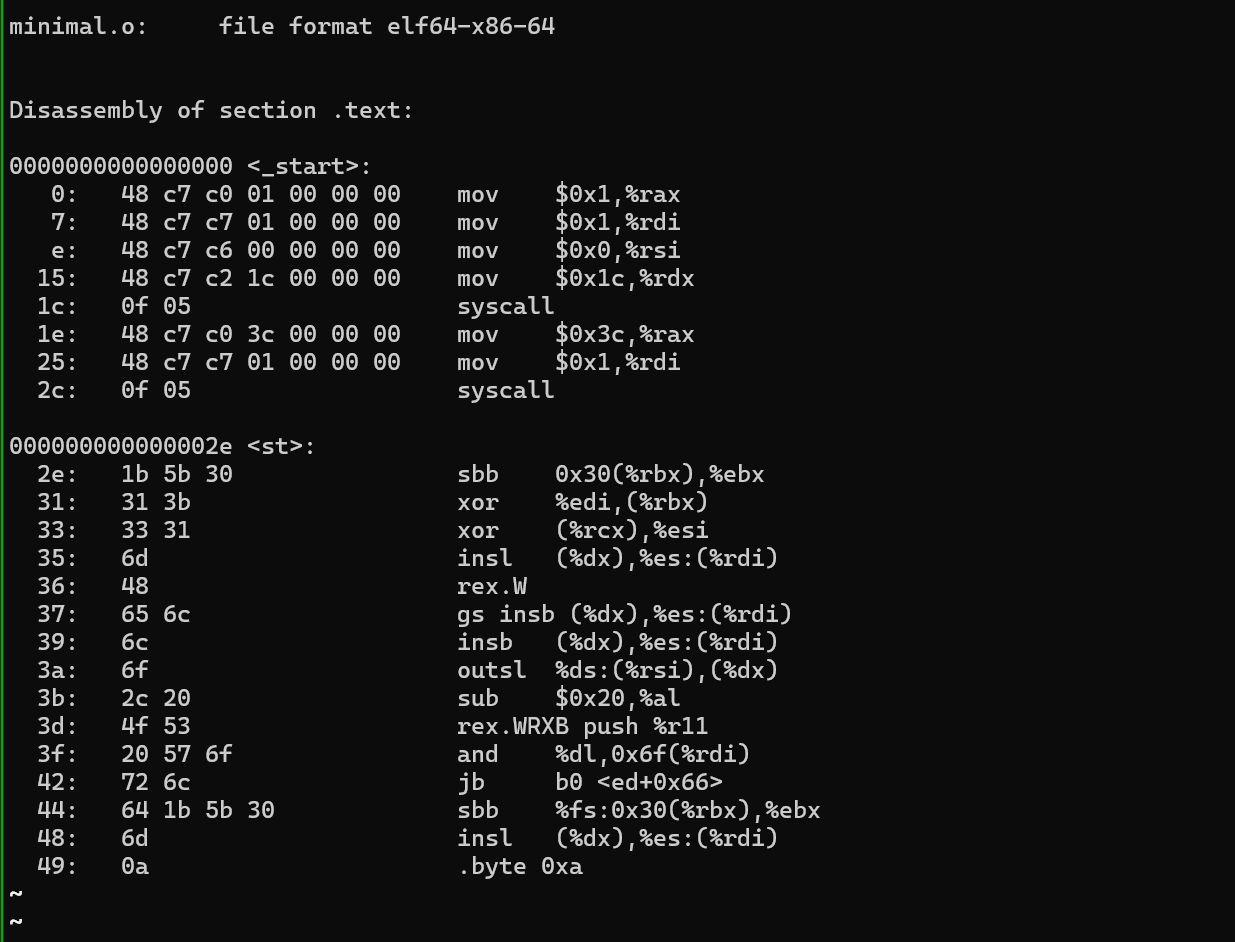 minimal.o:     file format elf64-x86-64
Disassembly of section .text:
0000000000000000 <_start>:
   0:   48 c7 c0 01 00 00 00    mov    $0x1,%rax
   7:   48 c7 c7 01 00 00 00    mov    $0x1,%rdi
   e:   48 c7 c6 00 00 00 00    mov    $0x0,%rsi
  15:   48 c7 c2 1c 00 00 00    mov    $0x1c,%rdx
  1c:   0f 05                   syscall
  1e:   48 c7 c0 3c 00 00 00    mov    $0x3c,%rax
  25:   48 c7 c7 01 00 00 00    mov    $0x1,%rdi
  2c:   0f 05                   syscall
000000000000002e <st>:
  2e:   1b 5b 30                sbb    0x30(%rbx),%ebx
  31:   31 3b                   xor    %edi,(%rbx)
  33:   33 31                   xor    (%rcx),%esi
  35:   6d                      insl   (%dx),%es:(%rdi)
  36:   48                      rex.W
  37:   65 6c                   gs insb (%dx),%es:(%rdi)
  39:   6c                      insb   (%dx),%es:(%rdi)
  3a:   6f                      outsl  %ds:(%rsi),(%dx)
  3b:   2c 20                   sub    $0x20,%al
  3d:   4f 53                   rex.WRXB push %r11
  3f:   20 57 6f                and    %dl,0x6f(%rdi)
  42:   72 6c                   jb     b0 <ed+0x66>
  44:   64 1b 5b 30             sbb    %fs:0x30(%rbx),%ebx
  48:   6d                      insl   (%dx),%es:(%rdi)
  49:   0a                      .byte 0xa
~
~